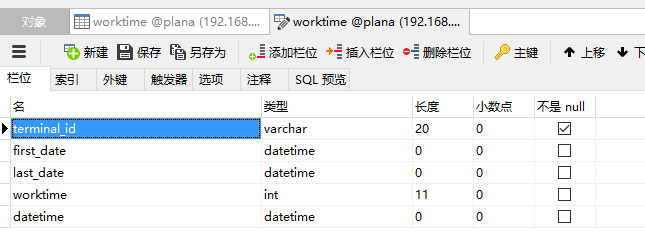 对象 worktime @plana (192.168.... worktime @plana (192.168....
新建 保存 另存为 添加栏位 插入栏位 删除栏位 主键 上移 下
栏位 索引 外键 触发器 选项 注释 SQL 预览
名 类型 长度 小数点 不是 null
terminal_id varchar 20 0
first_date datetime 0 0
last_date datetime 0 0
worktime int 11 0
datetime datetime 0 0